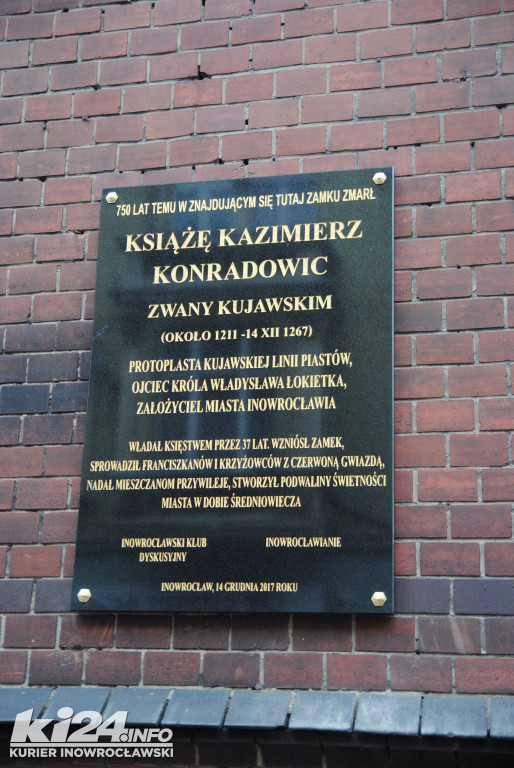 750 LAT TEMU W ZNAJDUJĄCYM SIĘ TUTAJ ZAMKU ZMARŁ
KSIĄŻĘ KAZIMIERZ
KONRADOWIC
ZWANY KUJAWSKIM
(OKOŁO 1211 -14 XII 1267)
PROTOPLASTA KUJAWSKIEJ LINII PIASTÓW,
OJCIEC KRÓLA WŁADYSŁAWA ŁOKIETKA,
ZAŁOŻYCIEL MIASTA INOWROCŁAWIA
WŁADAŁ KSIĘSTWEM PRZEZ 37 LAT. WZNIÓSŁ ZAMEK,
SPROWADZIŁ FRANCISZKANÓW I KRZYŻOWCÓW Z CZERWONĄ GWIAZDĄ,
NADAŁ MIESZCZANOM PRZYWILEJE, STWORZYŁ PODWALINY ŚWIETNOŚCI
MIASTA W DOBIE ŚREDNIOWIECZA
INOWROCŁAWSKI KLUB
DYSKUSYJNY
INOWROCŁAWIANIE
INOWROCŁAW, 14 GRUDNIA 2017 ROKU
ki24.INFO
KURIER INOWROCŁAWSKI